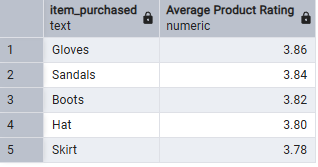 item_purchased Average Product Rating
text numeric
1 Gloves 3.86
2 Sandals 3.84
3 Boots 3.82
4 Hat 3.80
5 Skirt 3.78